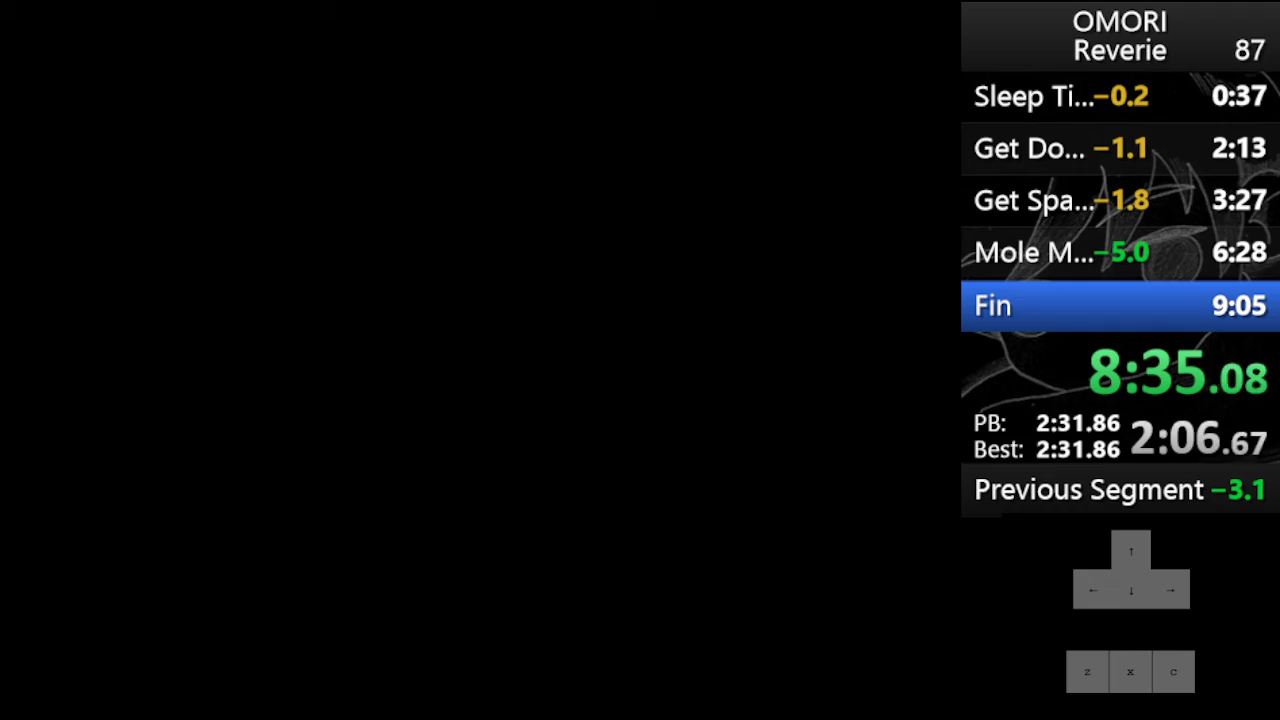 OMORI
Reverie 87
Sleep Ti... −0.2 0:37
Get Do... −1.1 2:13
Get Spa... −1.8 3:27
Mole M... −5.0 6:28
Fin 9:05
8:35.08
PB: 2:31.86 2:06.67
Best: 2:31.86
Previous Segment −3.1
↑
← ↓ →
z x c